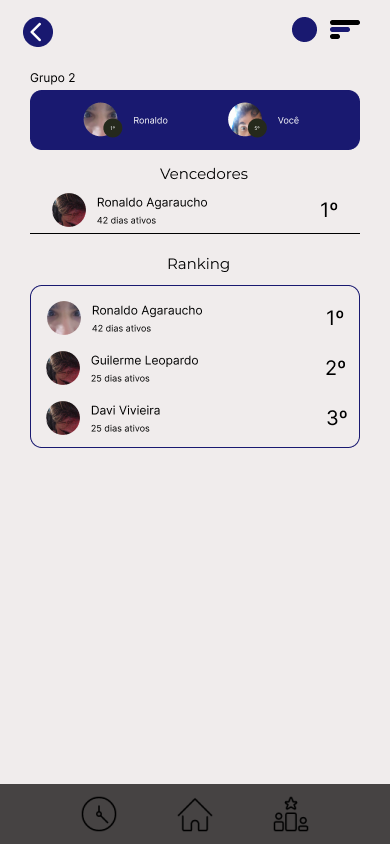 Grupo 2
1º Ronaldo 5º Você
Vencedores
Ronaldo Agaraucho
42 dias ativos
1º
Ranking
Ronaldo Agaraucho
42 dias ativos
1º
Guilerme Leopardo
25 dias ativos
2º
Davi Vivieira
25 dias ativos
3º